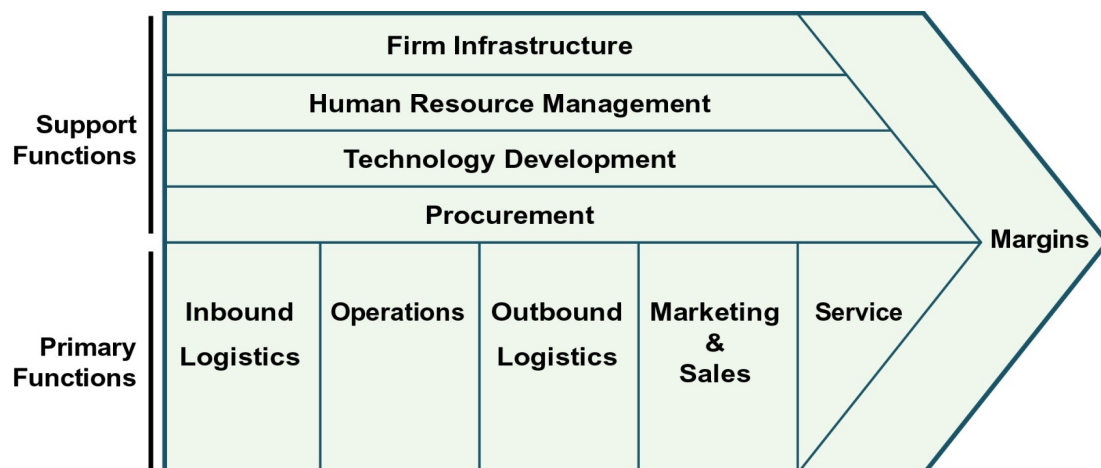 Firm Infrastructure
Human Resource Management
Support
Functions
Technology Development
Procurement
Margins
Primary
Functions
Inbound
Logistics
Operations
Outbound
Logistics
Marketing
&
Sales
Service